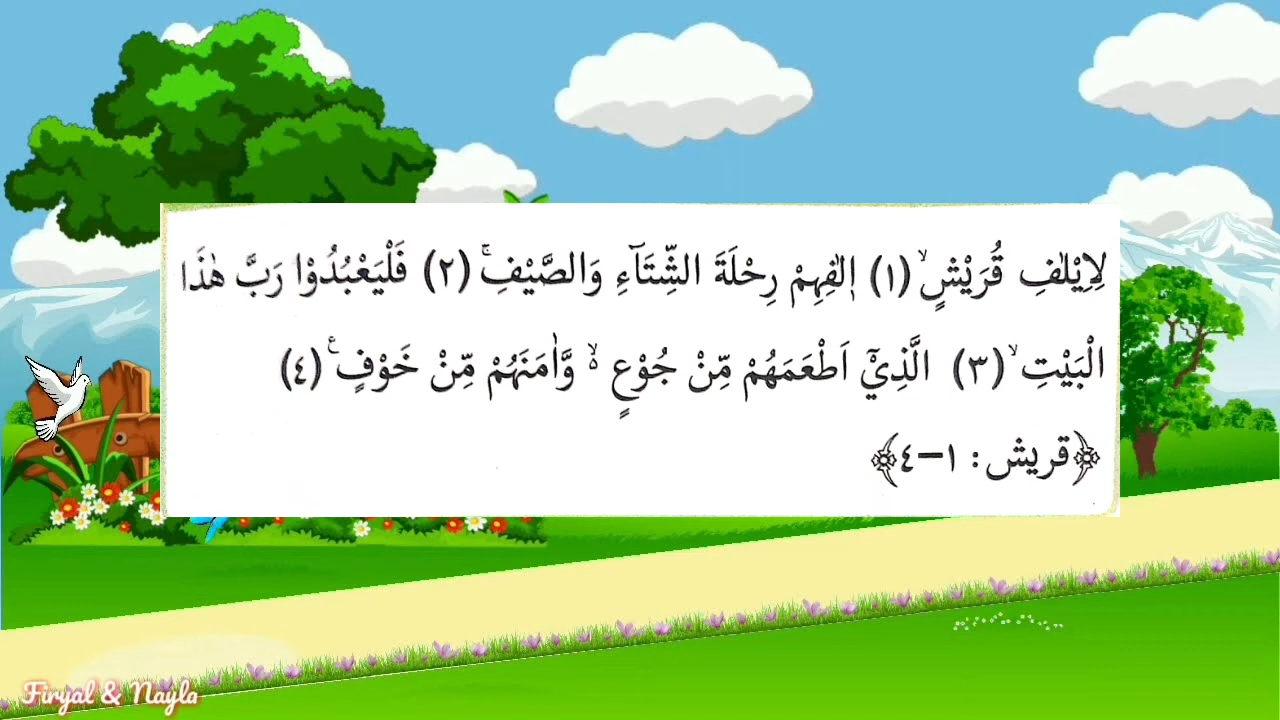 لِاِيْلٰفِ قُرَيْشٍۙ (١) اٖلٰفِهِمْ رِحْلَةَ الشِّتَاۤءِ وَالصَّيْفِۚ (٢) فَلْيَعْبُدُوْا رَبَّ هٰذَا
الْبَيْتِۙ (٣) الَّذِيْٓ اَطْعَمَهُمْ مِّنْ جُوْعٍ ەۙ وَّاٰمَنَهُمْ مِّنْ خَوْفٍ ࣖ (٤)
﴿قريش: ١–٤﴾
Firyal & Nayla